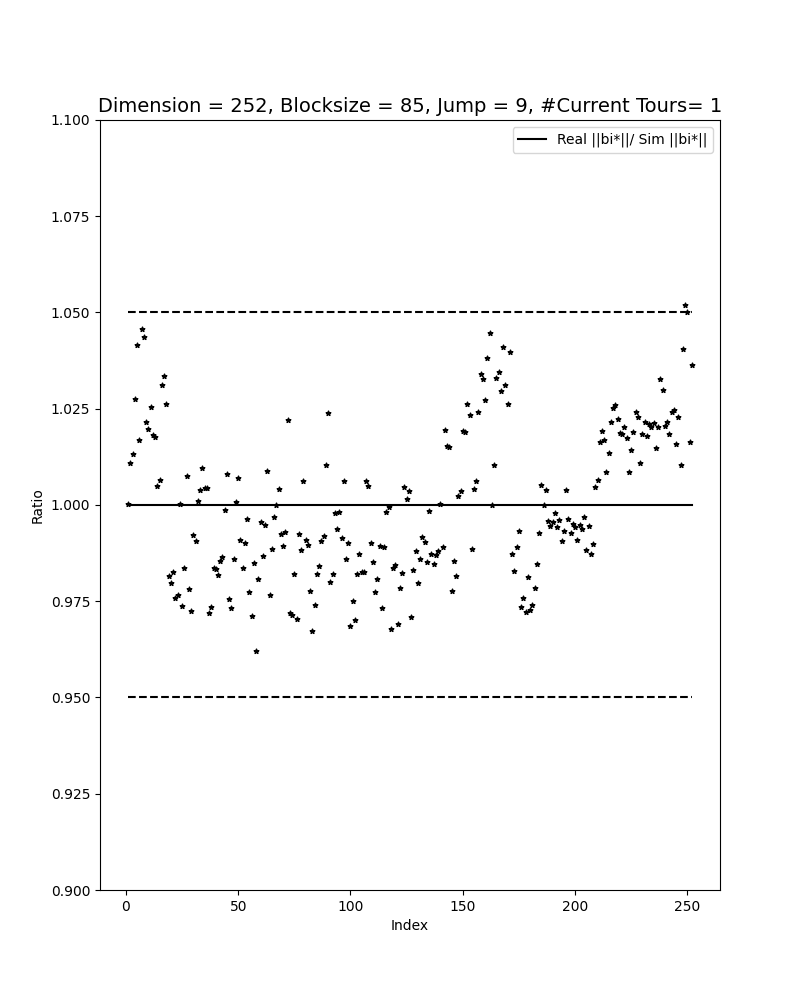 Dimension = 252, Blocksize = 85, Jump = 9, #Current Tours= 1
1.100
Real ||bi*||/ Sim ||bi*||
1.075
1.050
1.025
1.000
Ratio
0.975
0.950
0.925
0.900
0 50 100 150 200 250
Index